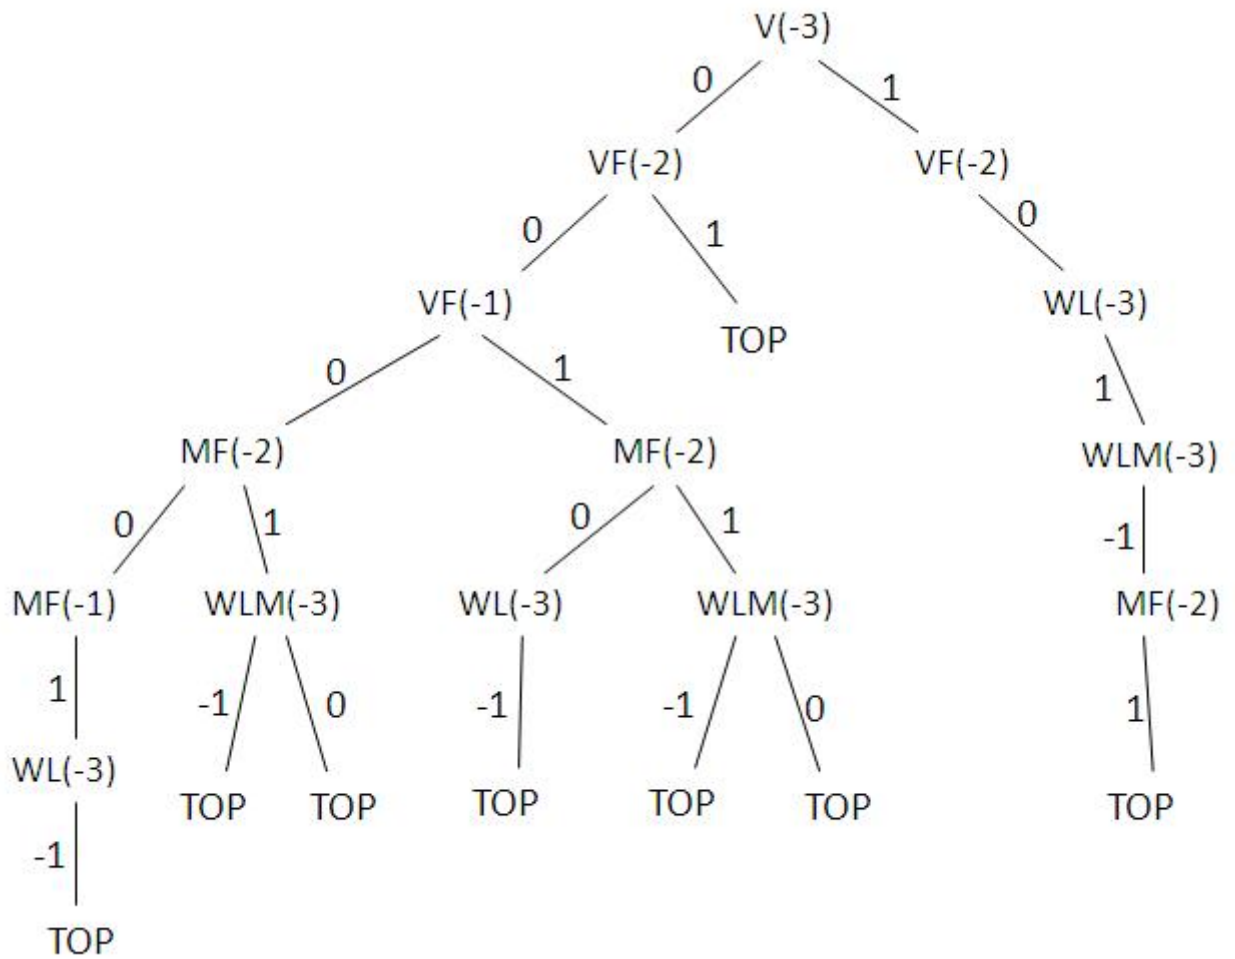 V(-3)
0 1
VF(-2) VF(-2)
0 1 0
VF(-1) TOP WL(-3)
0 1 1
MF(-2) MF(-2) WLM(-3)
0 1 0 1 -1
MF(-1) WLM(-3) WL(-3) WLM(-3) MF(-2)
1 -1 0 -1 -1 0 1
WL(-3) TOP TOP TOP TOP TOP TOP
-1
TOP